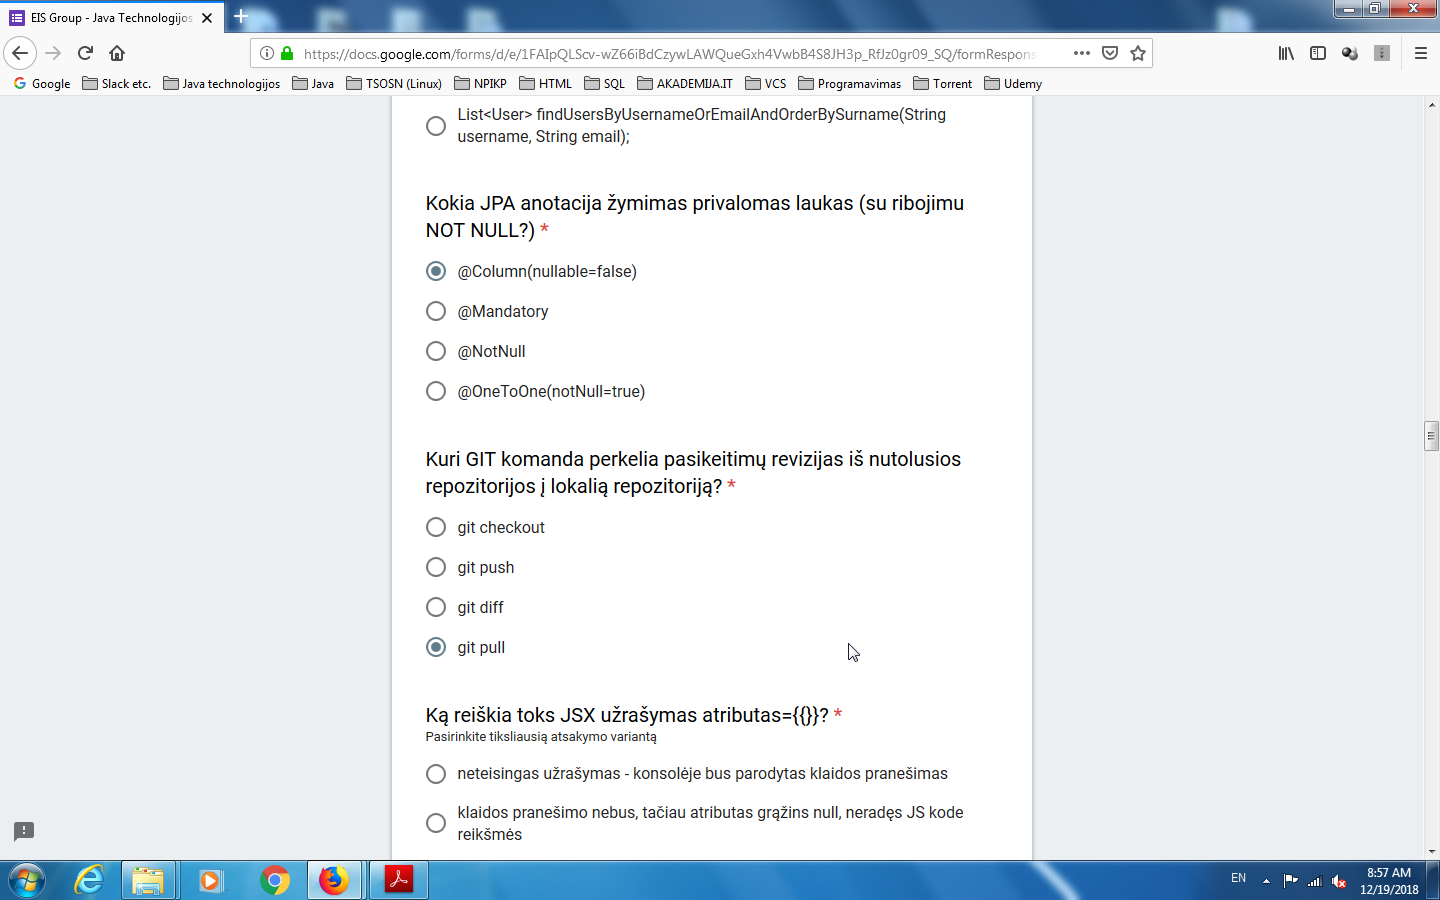 EIS Group - Java Technologijos
https://docs.google.com/forms/d/e/1FAIpQLScv-wZ66iBdCzywLAWQueGxh4VwbB4S8JH3p_RfJz0gr09_SQ/formRespons
Google
Slack etc.
Java technologijos
Java
TSOSN (Linux)
NPIKP
HTML
SQL
AKADEMIJA.IT
VCS
Programavimas
Torrent
Udemy
List<User> findUsersByUsernameOrEmailAndOrderBySurname(String
username, String email);
Kokia JPA anotacija žymimas privalomas laukas (su ribojimu
NOT NULL?) *
@Column(nullable=false)
@Mandatory
@NotNull
@OneToOne(notNull=true)
Kuri GIT komanda perkelia pasikeitimų revizijas iš nutolusios
repozitorijos į lokalią repozitoriją? *
git checkout
git push
git diff
git pull
Ką reiškia toks JSX užrašymas atributas={{}}? *
Pasirinkite tiksliausią atsakymo variantą
neteisingas užrašymas - konsolėje bus parodytas klaidos pranešimas
klaidos pranešimo nebus, tačiau atributas grąžins null, neradęs JS kode
reikšmės
EN
8:57 AM
12/19/2018